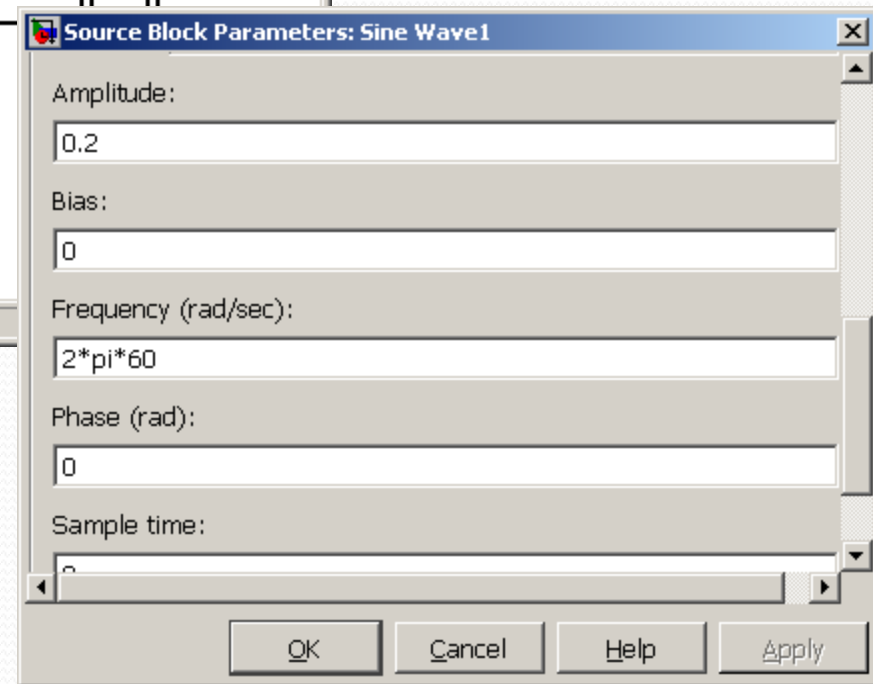 Source Block Parameters: Sine Wave1
Amplitude:
0.2
Bias:
0
Frequency (rad/sec):
2*pi*60
Phase (rad):
0
Sample time:
OK Cancel Help Apply